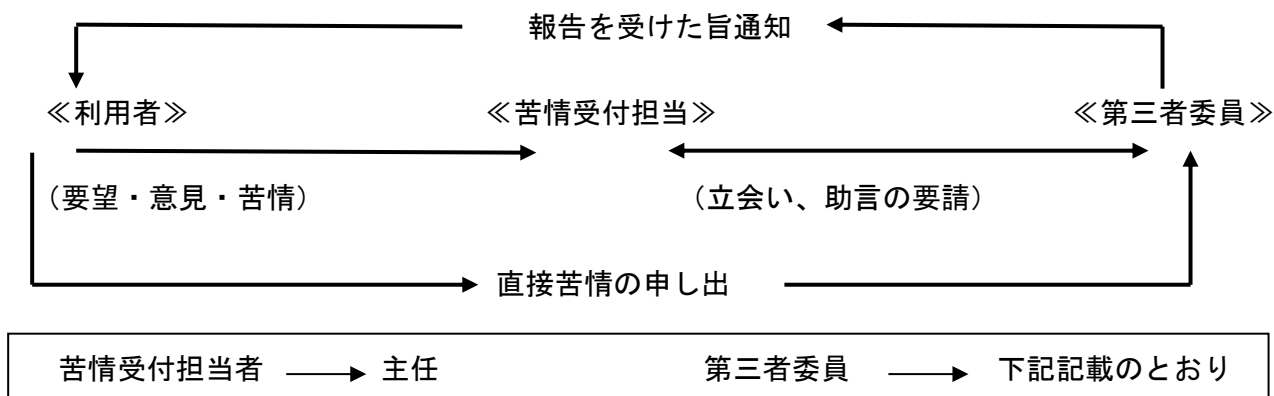 報告を受けた旨通知
≪利用者≫ ≪苦情受付担当≫ ≪第三者委員≫
(要望・意見・苦情) (立会い、助言の要請)
直接苦情の申し出
苦情受付担当者 → 主任 第三者委員 → 下記記載のとおり